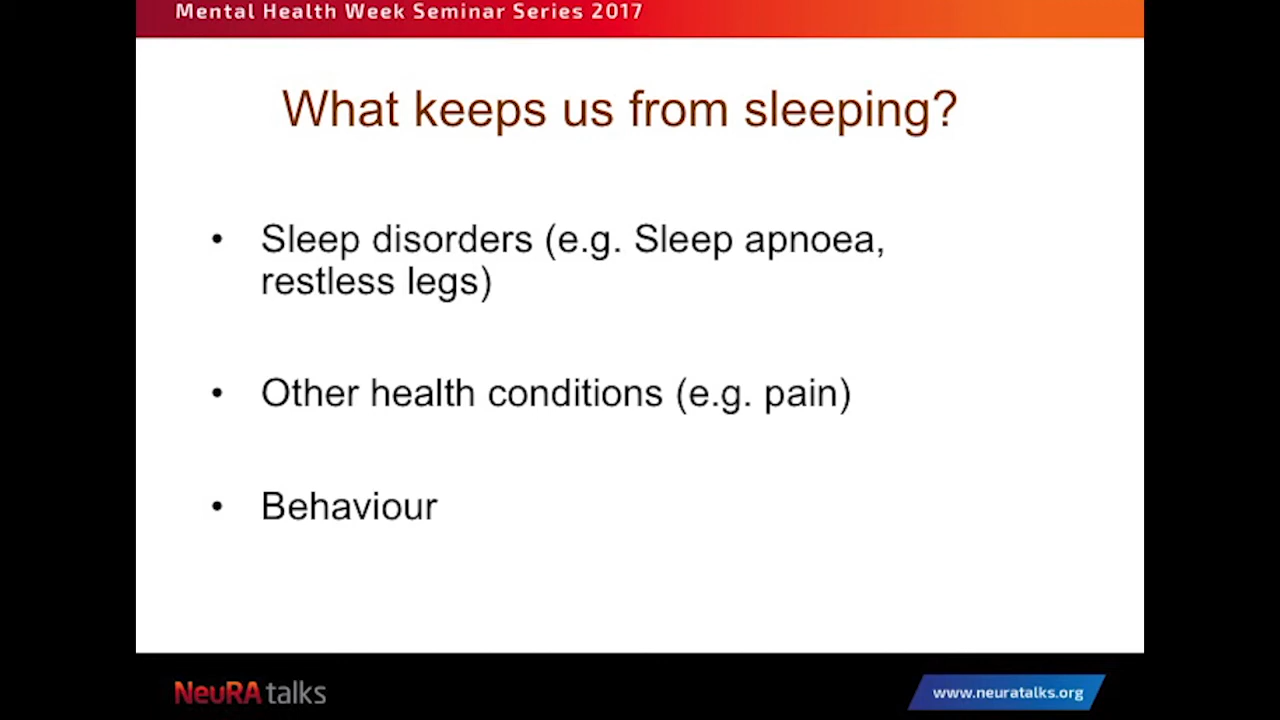 Mental Health Week Seminar Series 2017
What keeps us from sleeping?
• Sleep disorders (e.g. Sleep apnoea,
restless legs)
• Other health conditions (e.g. pain)
• Behaviour
NeuRA talks
www.neuratalks.org